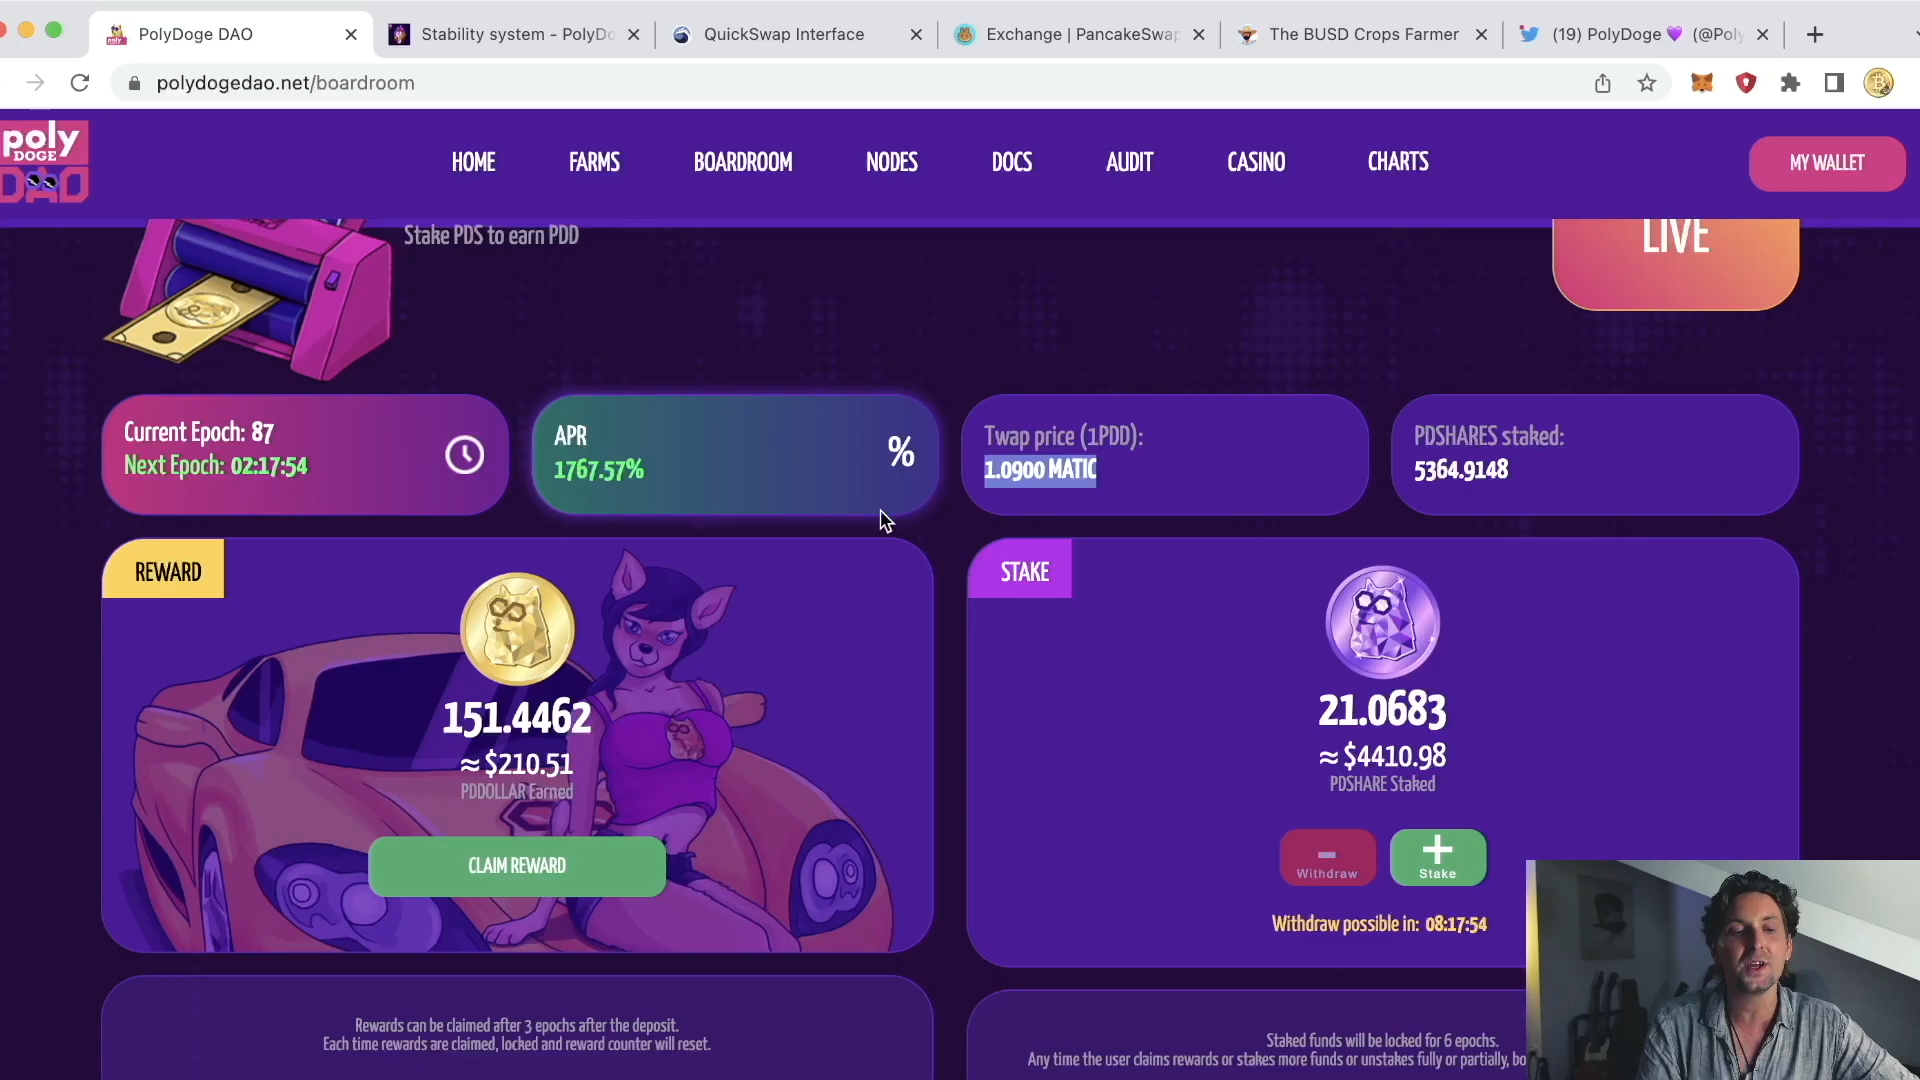 PolyDoge DAO
Stability system - PolyDo
QuickSwap Interface
Exchange | PancakeSwap
The BUSD Crops Farmer
(19) PolyDoge 💜 (@Poly
polydogedao.net/boardroom
poly
DOGE
DAO
HOME
FARMS
BOARDROOM
NODES
DOCS
AUDIT
CASINO
CHARTS
MY WALLET
Stake PDS to earn PDD
LIVE
Current Epoch: 87
Next Epoch: 02:17:54
APR
1767.57%
%
Twap price (1PDD):
1.0900 MATIC
PDSHARES staked:
5364.9148
REWARD
151.4462
≈ $210.51
PDDOLLAR Earned
CLAIM REWARD
STAKE
21.0683
≈ $4410.98
PDSHARE Staked
Withdraw
Stake
Withdraw possible in: 08:17:54
Rewards can be claimed after 3 epochs after the deposit.
Each time rewards are claimed, locked and reward counter will reset.
Staked funds will be locked for 6 epochs.
Any time the user claims rewards or stakes more funds or unstakes fully or partially, bo